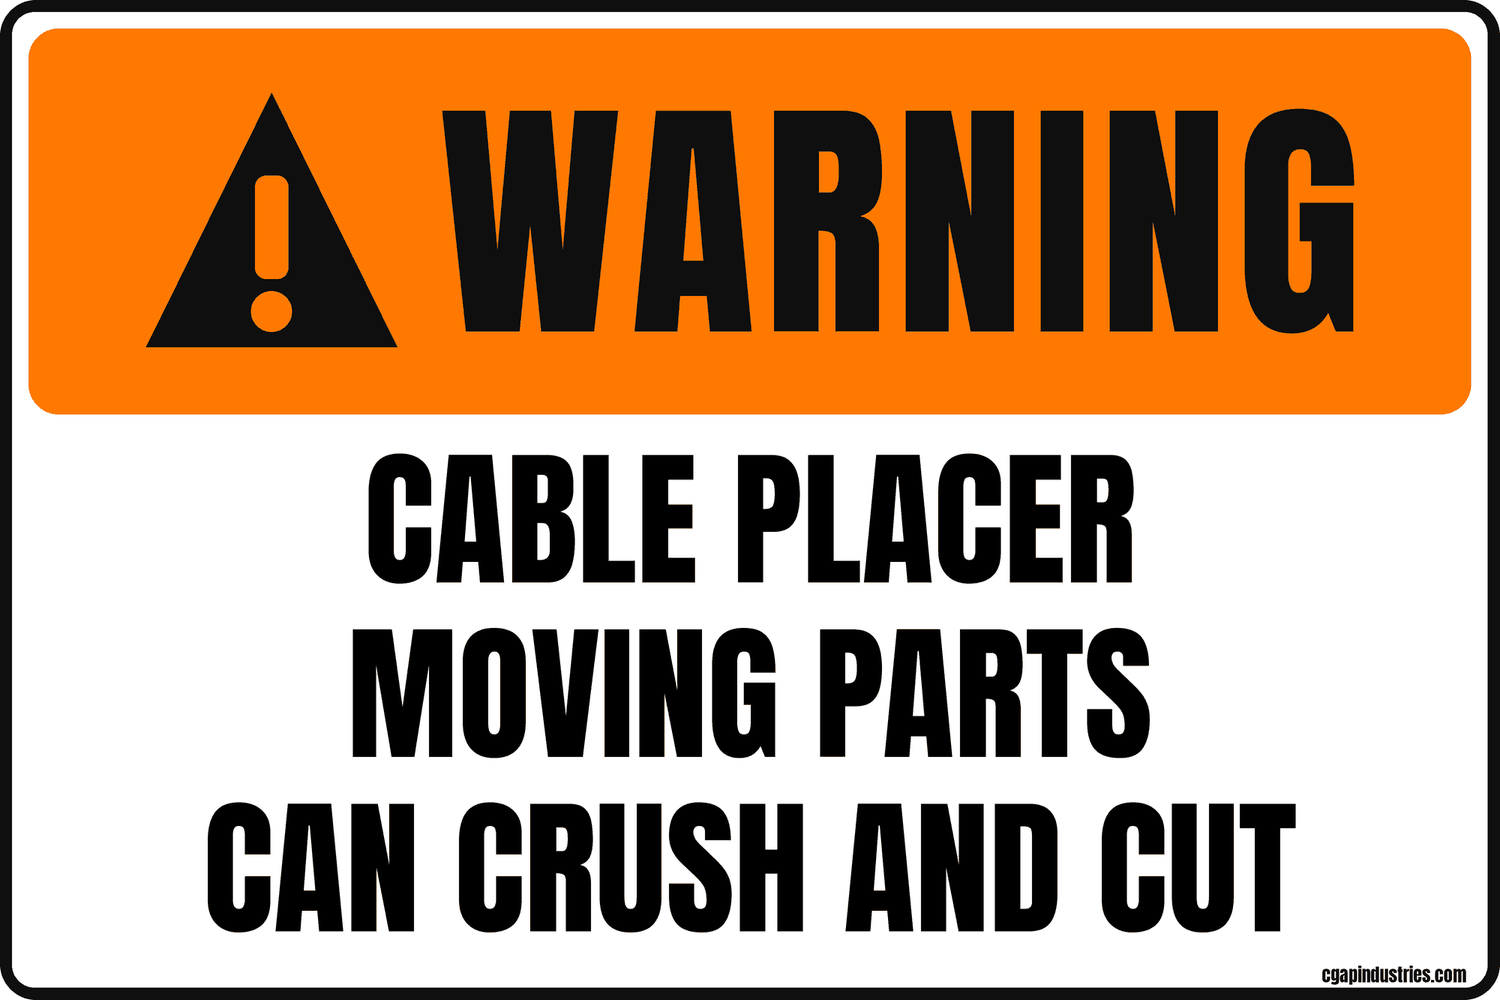 WARNING
CABLE PLACER
MOVING PARTS
CAN CRUSH AND CUT
cgapindustries.com